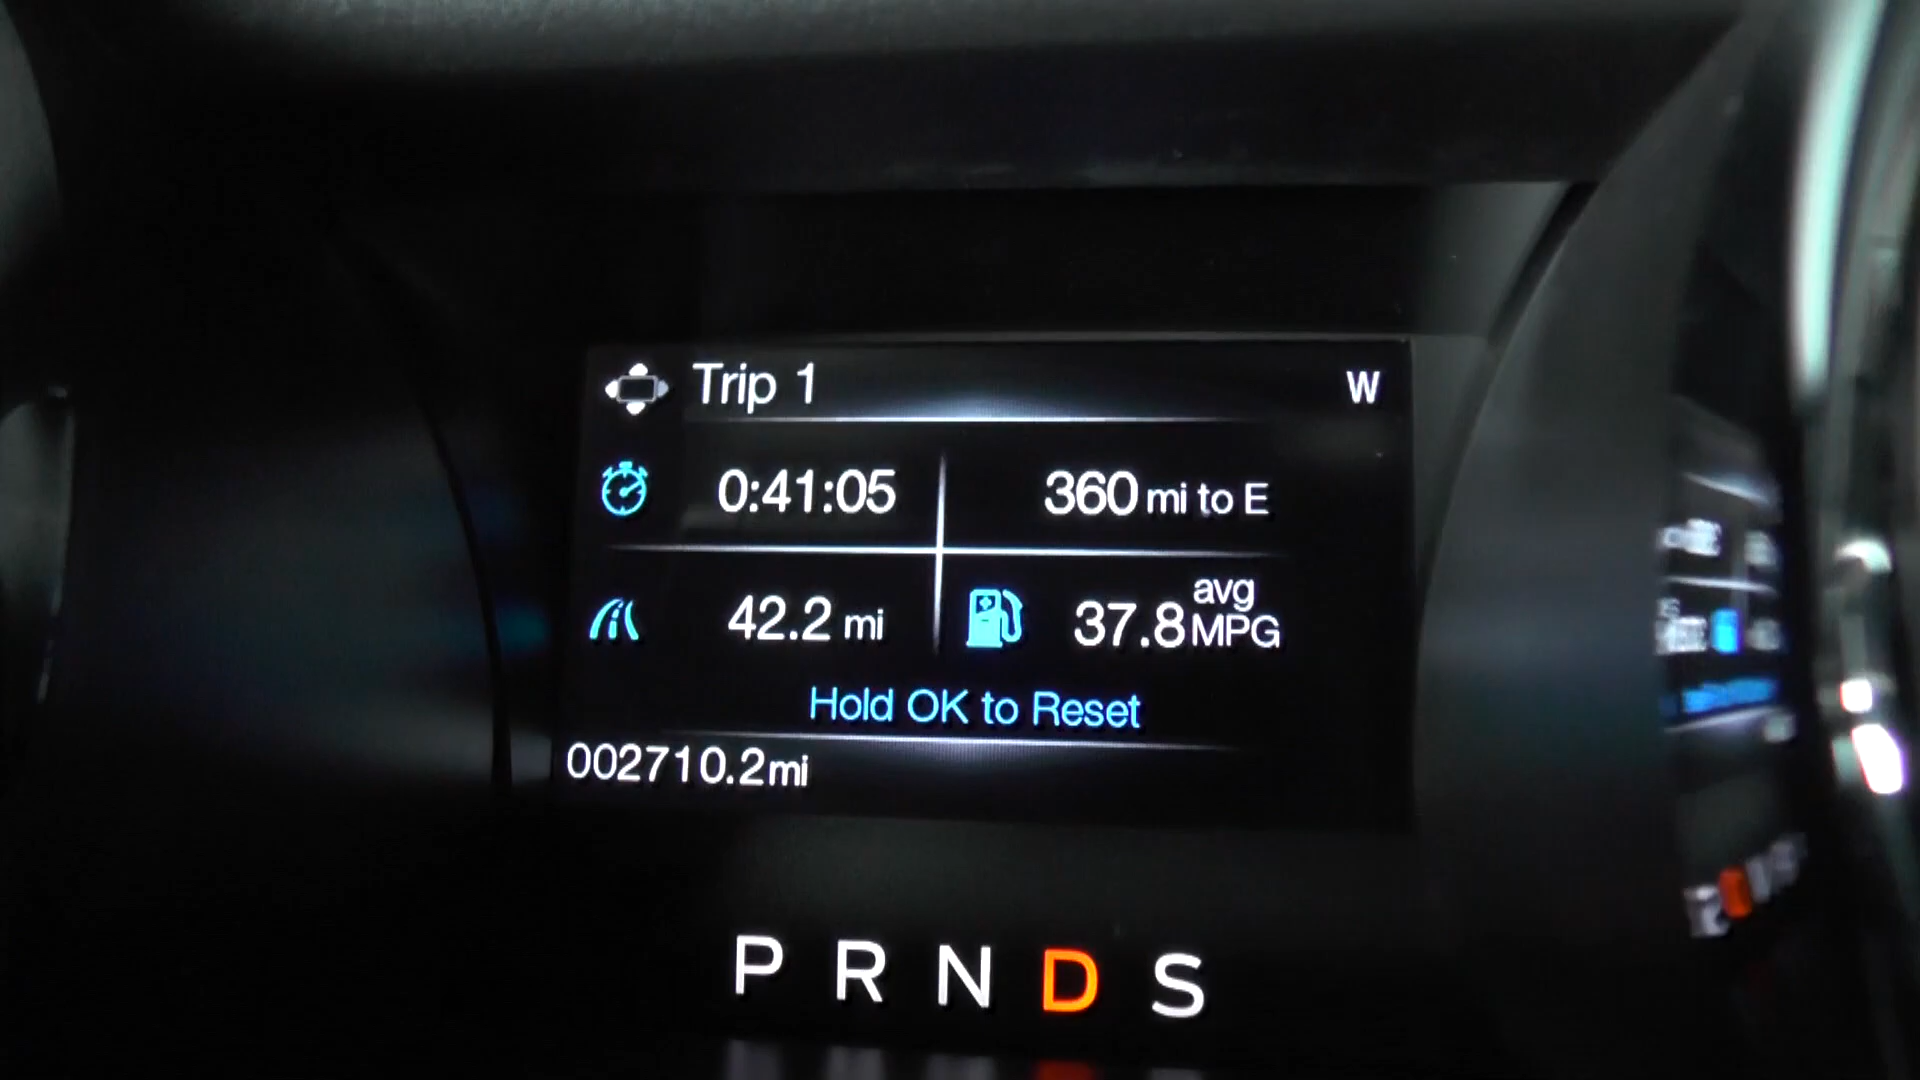 Trip 1 W
0:41:05 360 mi to E
42.2 mi 37.8 avg MPG
Hold OK to Reset
002710.2mi
P R N D S